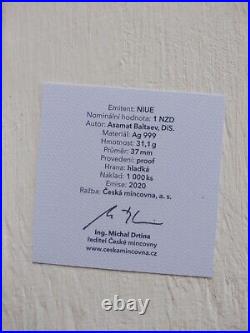 Emitent: NIUE
Nominální hodnota: 1 NZD
Autor: Asamat Baltaev, DiS.
Materiál: Ag 999
Hmotnost: 31,1 g
Průměr: 37 mm
Provedení: proof
Hrana: hladká
Náklad: 1 000 ks
Emise: 2020
Ražba: Česká mincovna, a. s.
Ing. Michal Drtina
ředitel České mincovny
www.ceskamincovna.cz